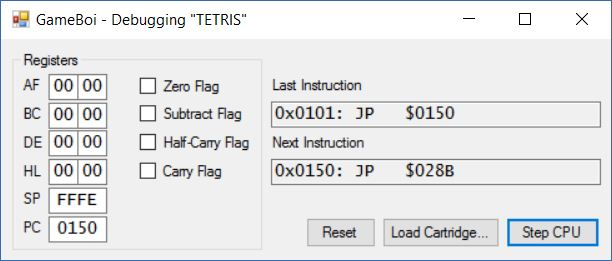 GameBoi - Debugging "TETRIS"
Registers
AF 00 00 Zero Flag
BC 00 00 Subtract Flag
DE 00 00 Half-Carry Flag
HL 00 00 Carry Flag
SP FFFE
PC 0150
Last Instruction
0x0101: JP $0150
Next Instruction
0x0150: JP $028B
Reset Load Cartridge... Step CPU